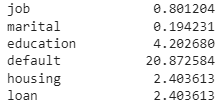 job 0.801204
marital 0.194231
education 4.202680
default 20.872584
housing 2.403613
loan 2.403613